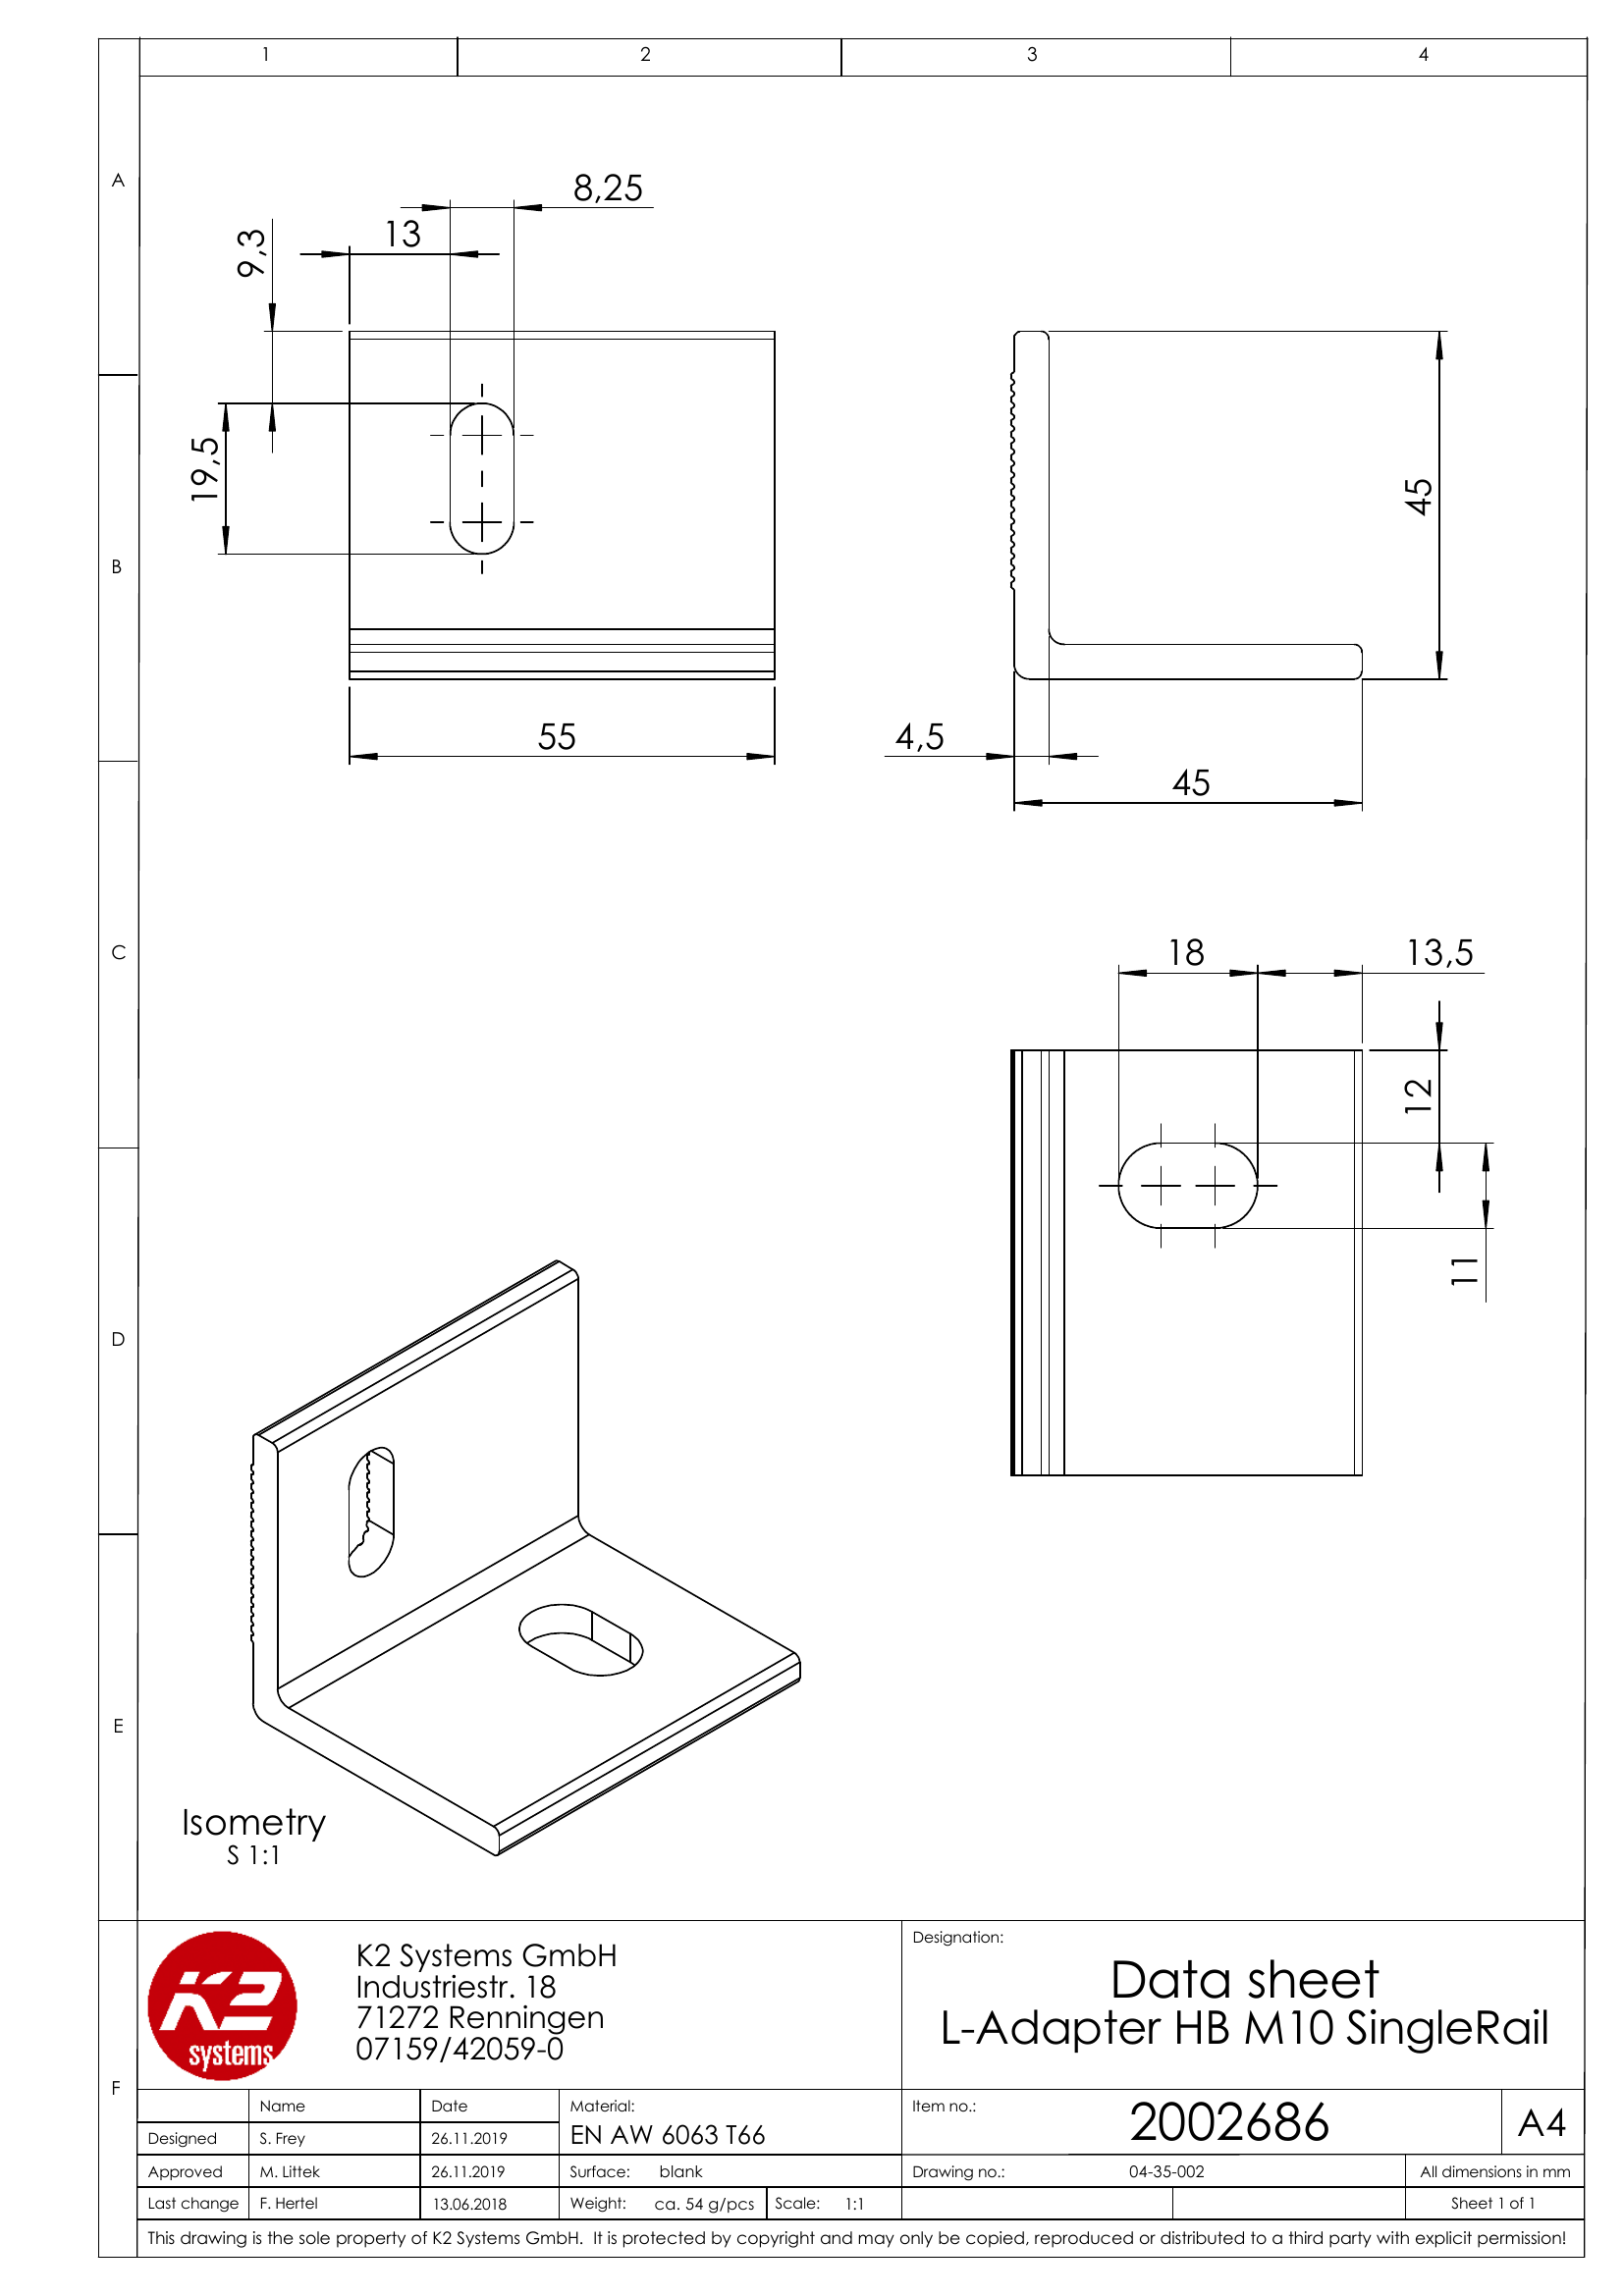 1 2 3 4
A
B
C
D
E
F
8,25
13
9,3
19,5
55
45
4,5
45
18 13,5
12
11
Isometry
S 1:1
K2 systems
K2 Systems GmbH
Industriestr. 18
71272 Renningen
07159/42059-0
Designation:
Data sheet
L-Adapter HB M10 SingleRail
Name Date Material: Item no.: 2002686 A4
Designed S. Frey 26.11.2019 EN AW 6063 T66
Approved M. Littek 26.11.2019 Surface: blank Drawing no.: 04-35-002 All dimensions in mm
Last change F. Hertel 13.06.2018 Weight: ca. 54 g/pcs Scale: 1:1 Sheet 1 of 1
This drawing is the sole property of K2 Systems GmbH. It is protected by copyright and may only be copied, reproduced or distributed to a third party with explicit permission!